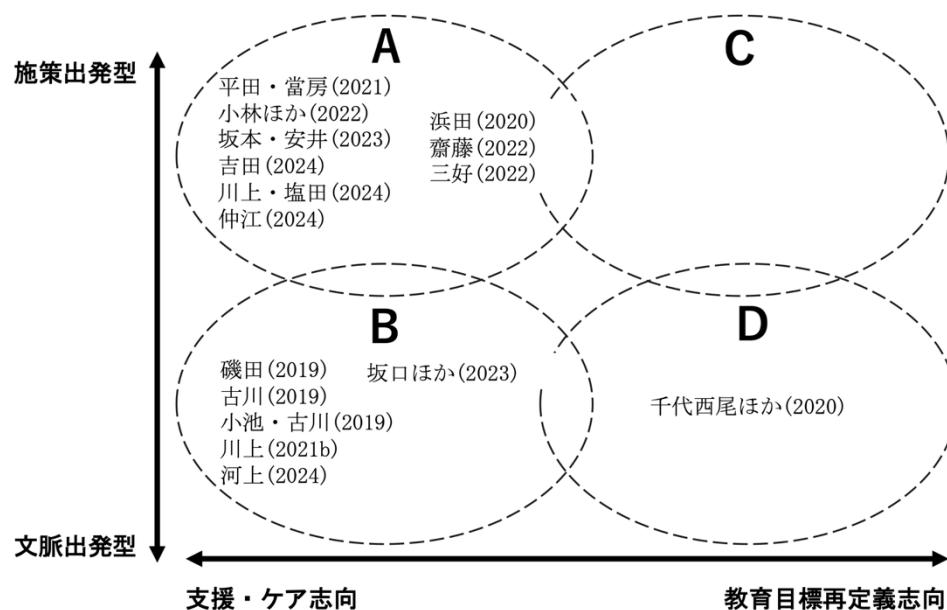 施策出発型
A
平田・當房(2021)
小林ほか(2022)
坂本・安井(2023)
吉田(2024)
川上・塩田(2024)
仲江(2024)
浜田(2020)
齋藤(2022)
三好(2022)
C
B
磯田(2019)
古川(2019)
小池・古川(2019)
川上(2021b)
河上(2024)
坂口ほか(2023)
D
千代西尾ほか(2020)
文脈出発型
支援・ケア志向
教育目標再定義志向